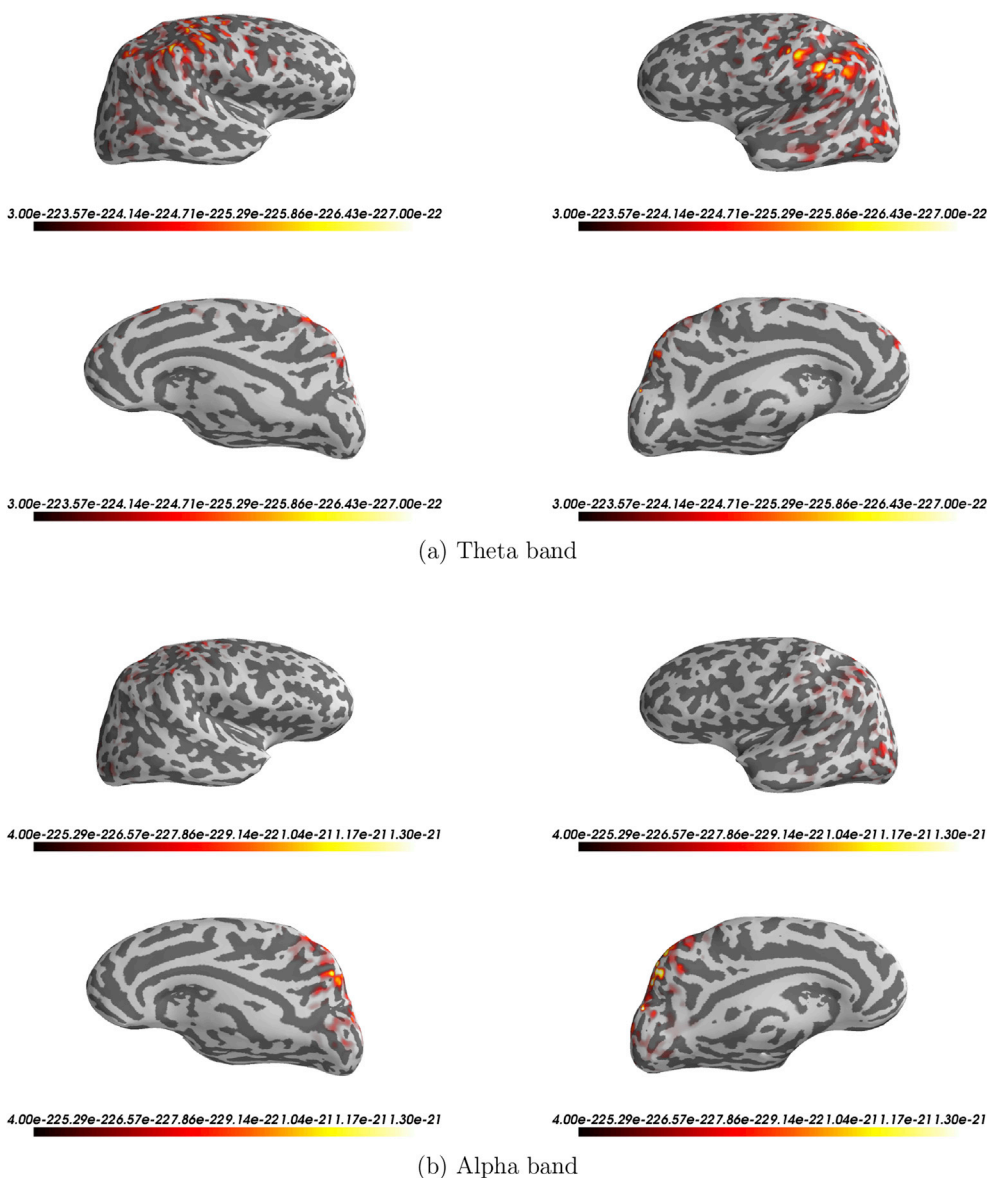 3.00e-223.57e-224.14e-224.71e-225.29e-225.86e-226.43e-227.00e-22 3.00e-223.57e-224.14e-224.71e-225.29e-225.86e-226.43e-227.00e-22
3.00e-223.57e-224.14e-224.71e-225.29e-225.86e-226.43e-227.00e-22 3.00e-223.57e-224.14e-224.71e-225.29e-225.86e-226.43e-227.00e-22
(a) Theta band
4.00e-225.29e-226.57e-227.86e-229.14e-221.04e-211.17e-211.30e-21 4.00e-225.29e-226.57e-227.86e-229.14e-221.04e-211.17e-211.30e-21
4.00e-225.29e-226.57e-227.86e-229.14e-221.04e-211.17e-211.30e-21 4.00e-225.29e-226.57e-227.86e-229.14e-221.04e-211.17e-211.30e-21
(b) Alpha band